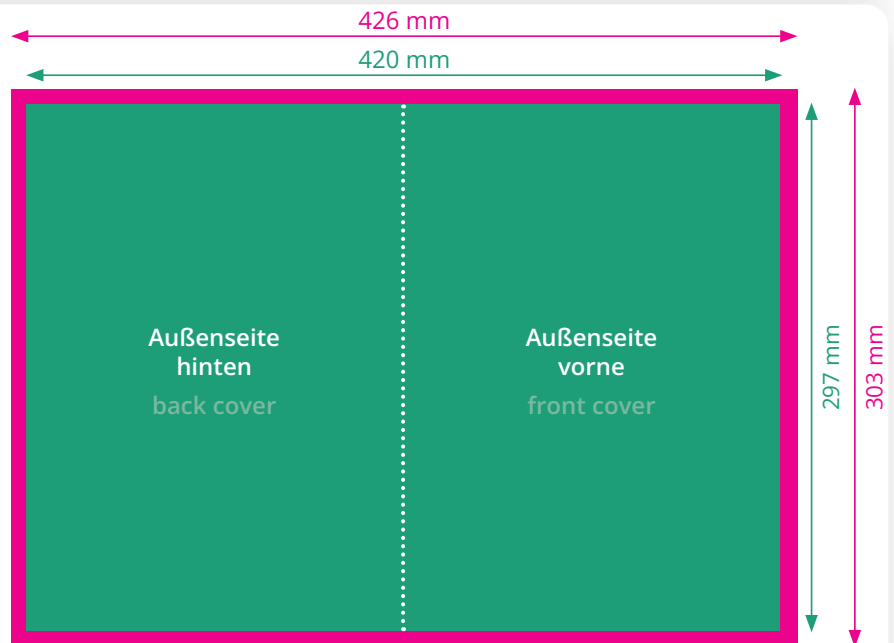 426 mm
420 mm
Außenseite
hinten
back cover
Außenseite
vorne
front cover
297 mm
303 mm